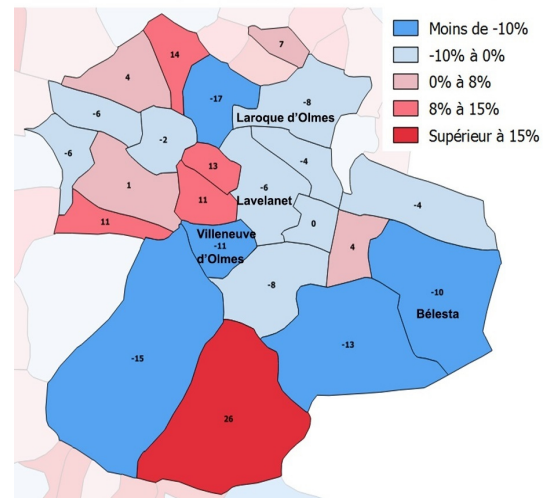 Moins de -10%
-10% à 0%
0% à 8%
8% à 15%
Supérieur à 15%
7
14
4
-17
-8
Laroque d'Olmes
-6
-2
-6
-4
13
1
-6
11
Lavelanet
-4
11
0
Villeneuve
-11
d'Olmes
4
-8
-10
Bélesta
-13
-15
26